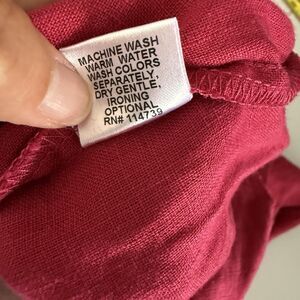 MACHINE WASH
WARM WATER
WASH COLORS
SEPARATELY,
DRY GENTLE,
IRONING
OPTIONAL
RN# 114739